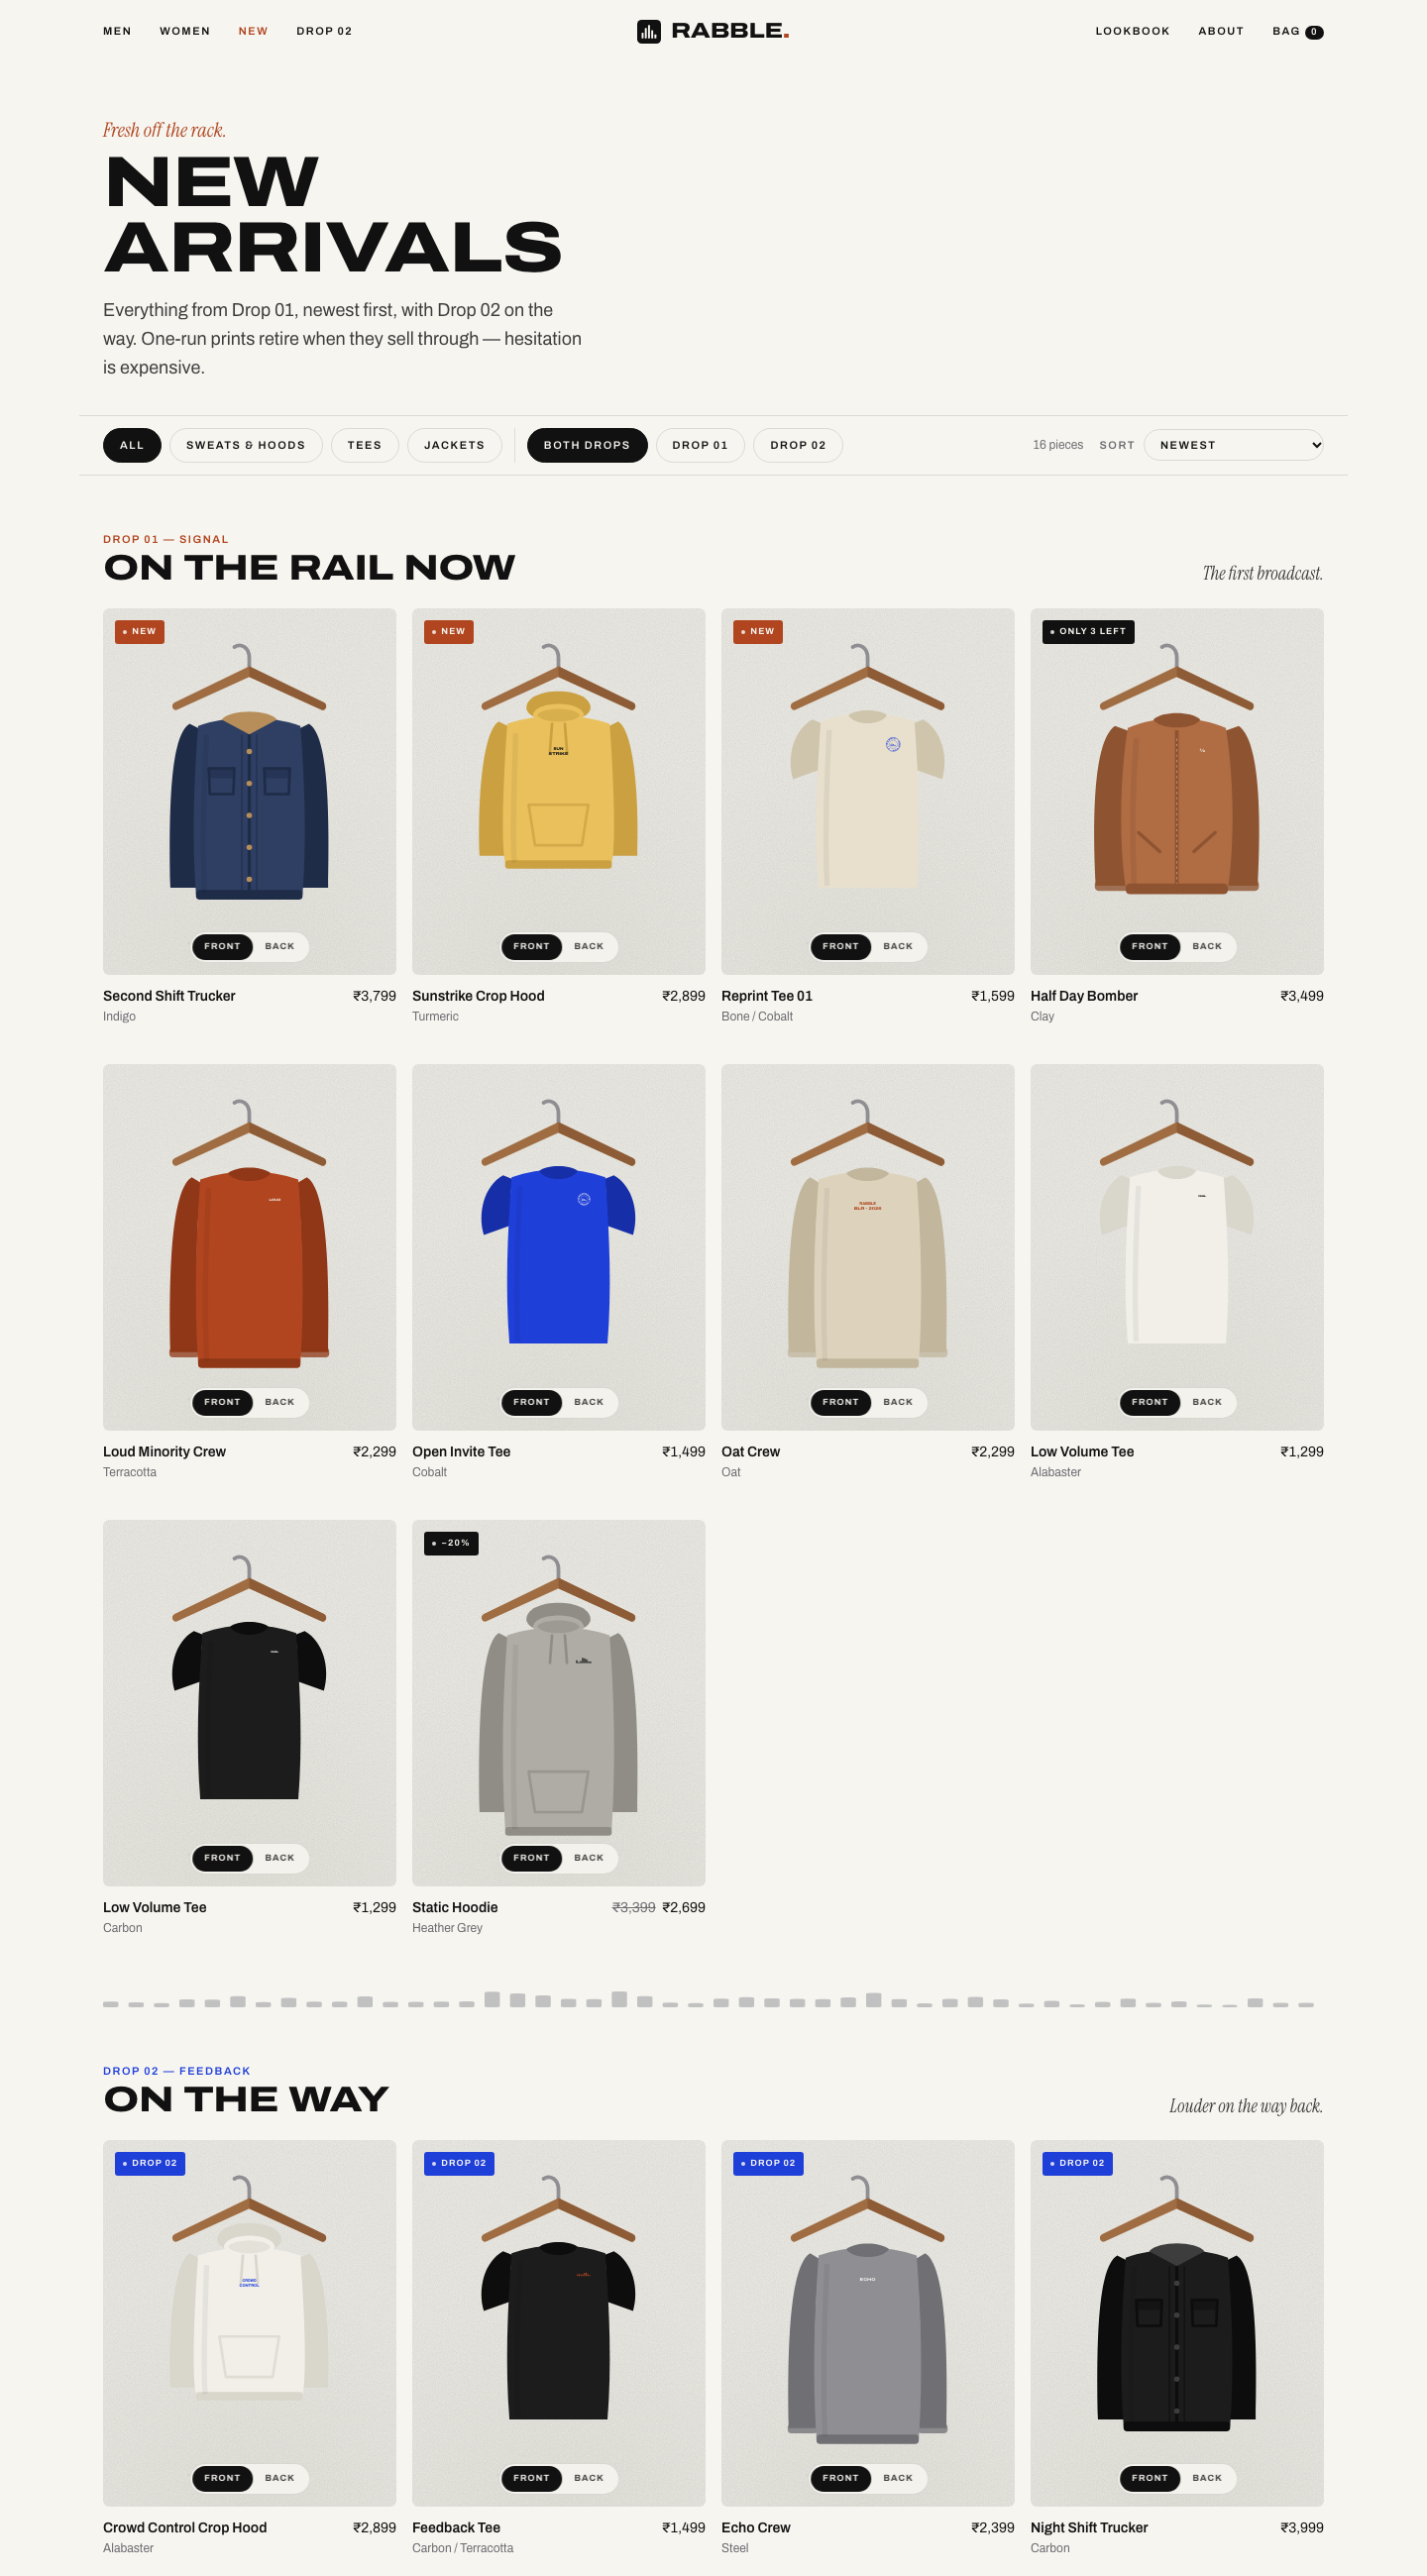 MEN WOMEN NEW DROP 02 RABBLE. LOOKBOOK ABOUT BAG 0
Fresh off the rack.
NEW
ARRIVALS
Everything from Drop 01, newest first, with Drop 02 on the
way. One-run prints retire when they sell through — hesitation
is expensive.
ALL SWEATS & HOODS TEES JACKETS BOTH DROPS DROP 01 DROP 02 16 pieces SORT NEWEST
DROP 01 — SIGNAL
ON THE RAIL NOW
The first broadcast.
NEW NEW NEW ONLY 3 LEFT
SUN
STRIKE
FRONT BACK FRONT BACK FRONT BACK FRONT BACK
Second Shift Trucker ₹3,799 Sunstrike Crop Hood ₹2,899 Reprint Tee 01 ₹1,599 Half Day Bomber ₹3,499
Indigo Turmeric Bone / Cobalt Clay
RABBLE
BLR - 2026
FRONT BACK FRONT BACK FRONT BACK FRONT BACK
Loud Minority Crew ₹2,299 Open Invite Tee ₹1,499 Oat Crew ₹2,299 Low Volume Tee ₹1,299
Terracotta Cobalt Oat Alabaster
−20%
FRONT BACK FRONT BACK
Low Volume Tee ₹1,299 Static Hoodie ₹3,399 ₹2,699
Carbon Heather Grey
DROP 02 — FEEDBACK
ON THE WAY
Louder on the way back.
DROP 02 DROP 02 DROP 02 DROP 02
CROWD
CONTROL
ECHO
FRONT BACK FRONT BACK FRONT BACK FRONT BACK
Crowd Control Crop Hood ₹2,899 Feedback Tee ₹1,499 Echo Crew ₹2,399 Night Shift Trucker ₹3,999
Alabaster Carbon / Terracotta Steel Carbon